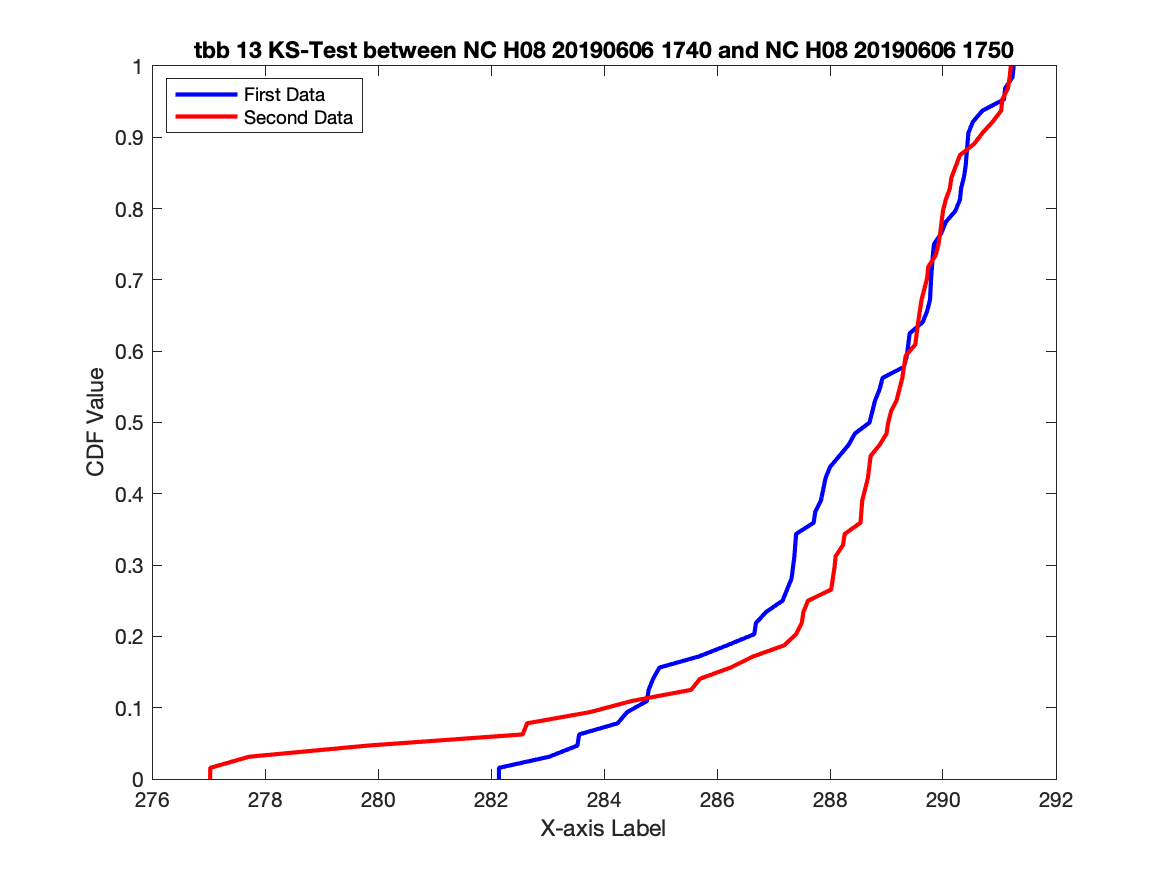 tbb 13 KS-Test between NC H08 20190606 1740 and NC H08 20190606 1750
First Data
Second Data
1
0.9
0.8
0.7
0.6
0.5
0.4
0.3
0.2
0.1
0
CDF Value
276 278 280 282 284 286 288 290 292
X-axis Label